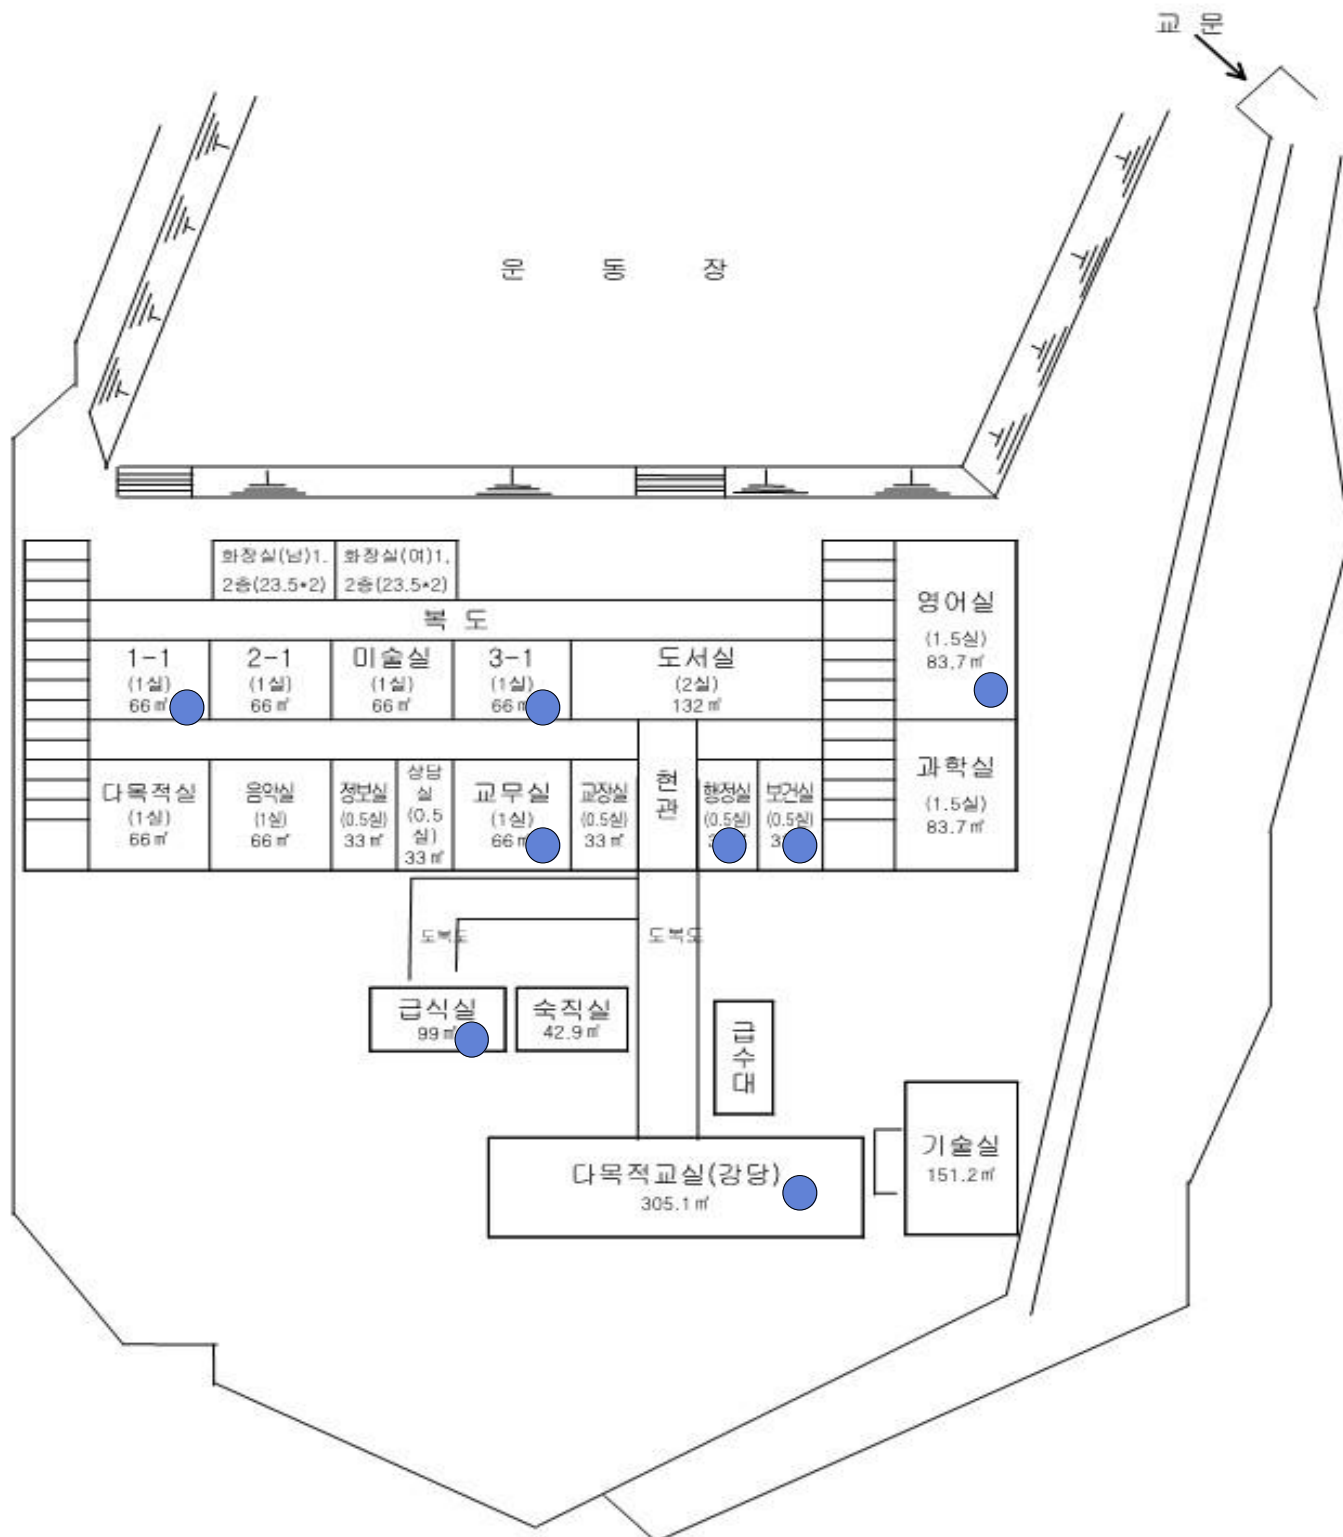 교 문
운 동 장
화장실(남)1.
2층(23.5*2)
화장실(여)1,
2층(23.5*2)
복 도
영어실
(1.5실)
83.7㎡
1-1
(1실)
66㎡
2-1
(1실)
66㎡
미술실
(1실)
66㎡
3-1
(1실)
66㎡
도서실
(2실)
132㎡
다목적실
(1실)
66㎡
음악실
(1실)
66㎡
정보실
(0.5실)
33㎡
상담
실
(0.5
실)
33㎡
교무실
(1실)
66㎡
교장실
(0.5실)
33㎡
현
관
행정실
(0.5실)
보건실
(0.5실)
과학실
(1.5실)
83.7㎡
도복도
도복도
급식실
99㎡
숙직실
42.9㎡
급
수
대
다목적교실(강당)
305.1㎡
기술실
151.2㎡